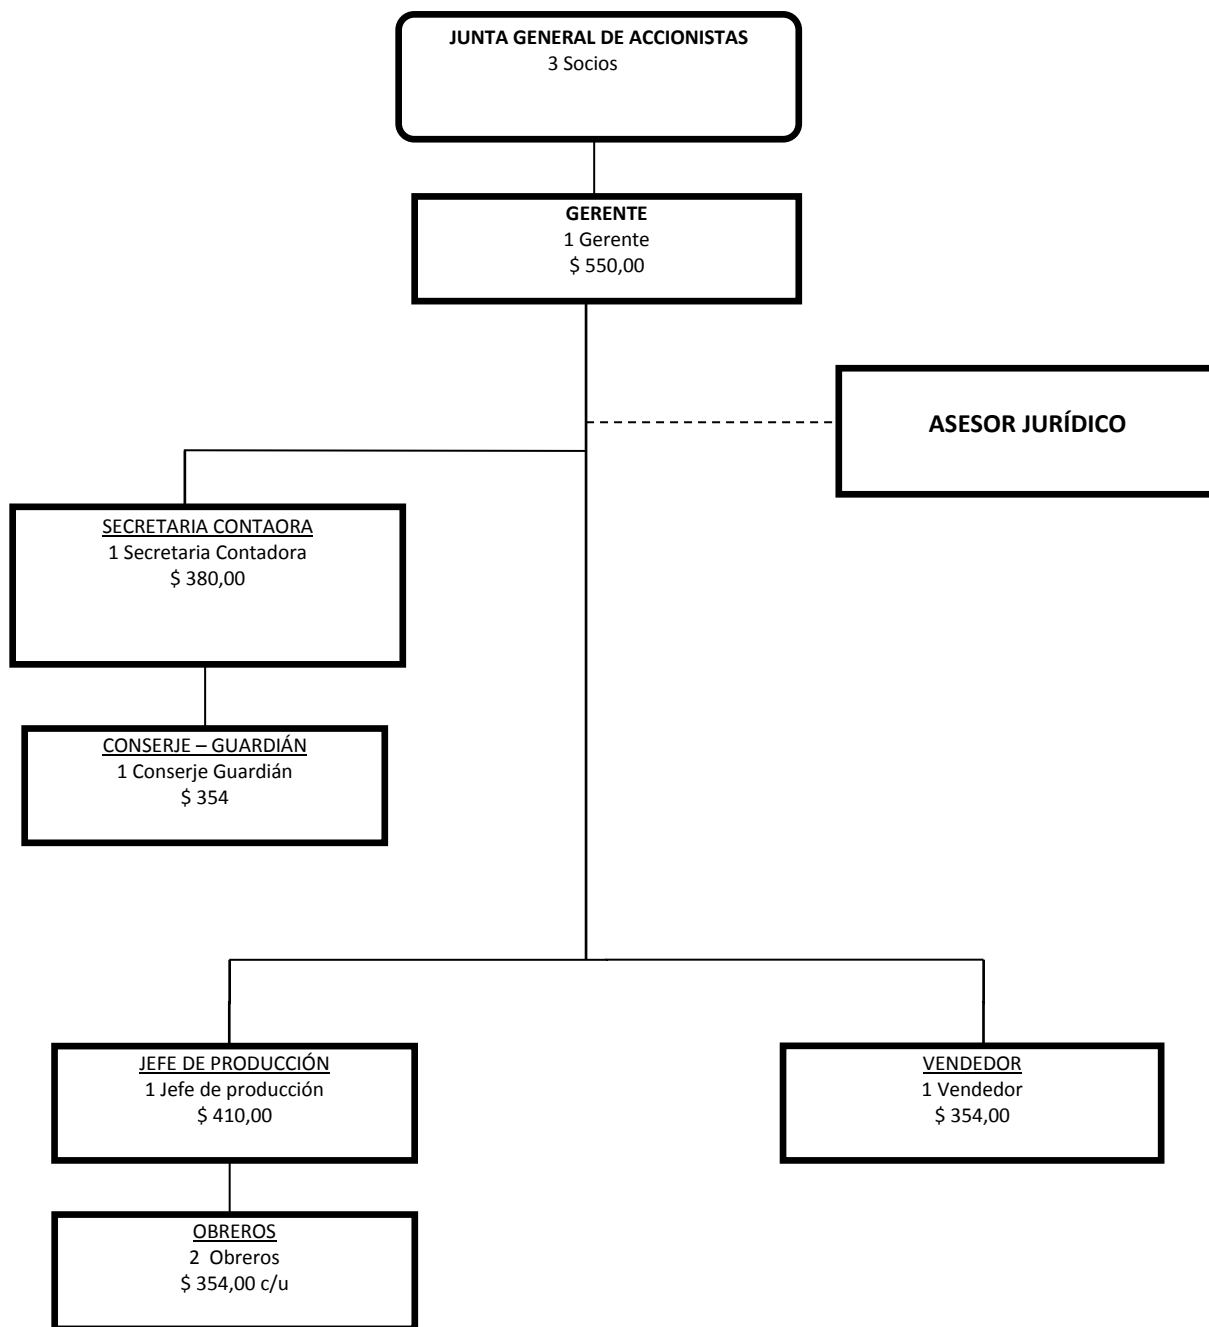 JUNTA GENERAL DE ACCIONISTAS
3 Socios
GERENTE
1 Gerente
$ 550,00
ASESOR JURÍDICO
SECRETARIA CONTAORA
1 Secretaria Contadora
$ 380,00
CONSERJE – GUARDIÁN
1 Conserje Guardián
$ 354
JEFE DE PRODUCCIÓN
1 Jefe de producción
$ 410,00
VENDEDOR
1 Vendedor
$ 354,00
OBREROS
2 Obreros
$ 354,00 c/u